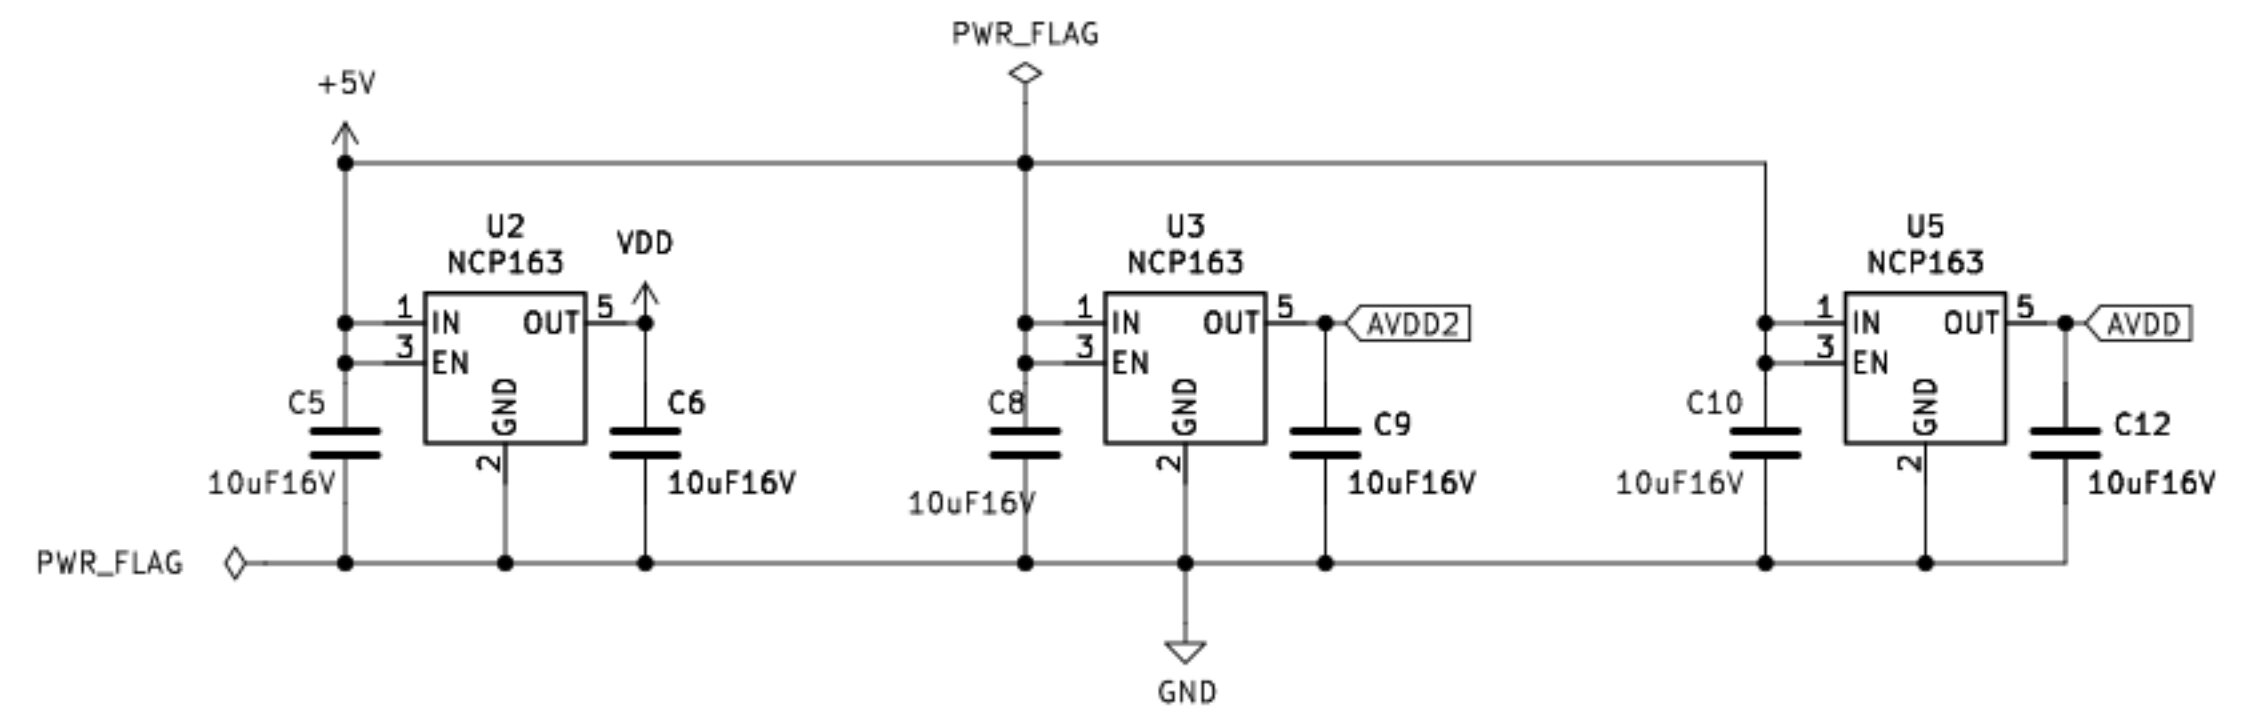 PWR_FLAG
+5V
U2
NCP163
VDD
1
IN
OUT
5
3
EN
GND
2
C5
10uF16V
C6
10uF16V
U3
NCP163
1
IN
OUT
5
AVDD2
3
EN
GND
2
C8
10uF16V
C9
10uF16V
U5
NCP163
1
IN
OUT
5
AVDD
3
EN
GND
2
C10
10uF16V
C12
10uF16V
PWR_FLAG
GND